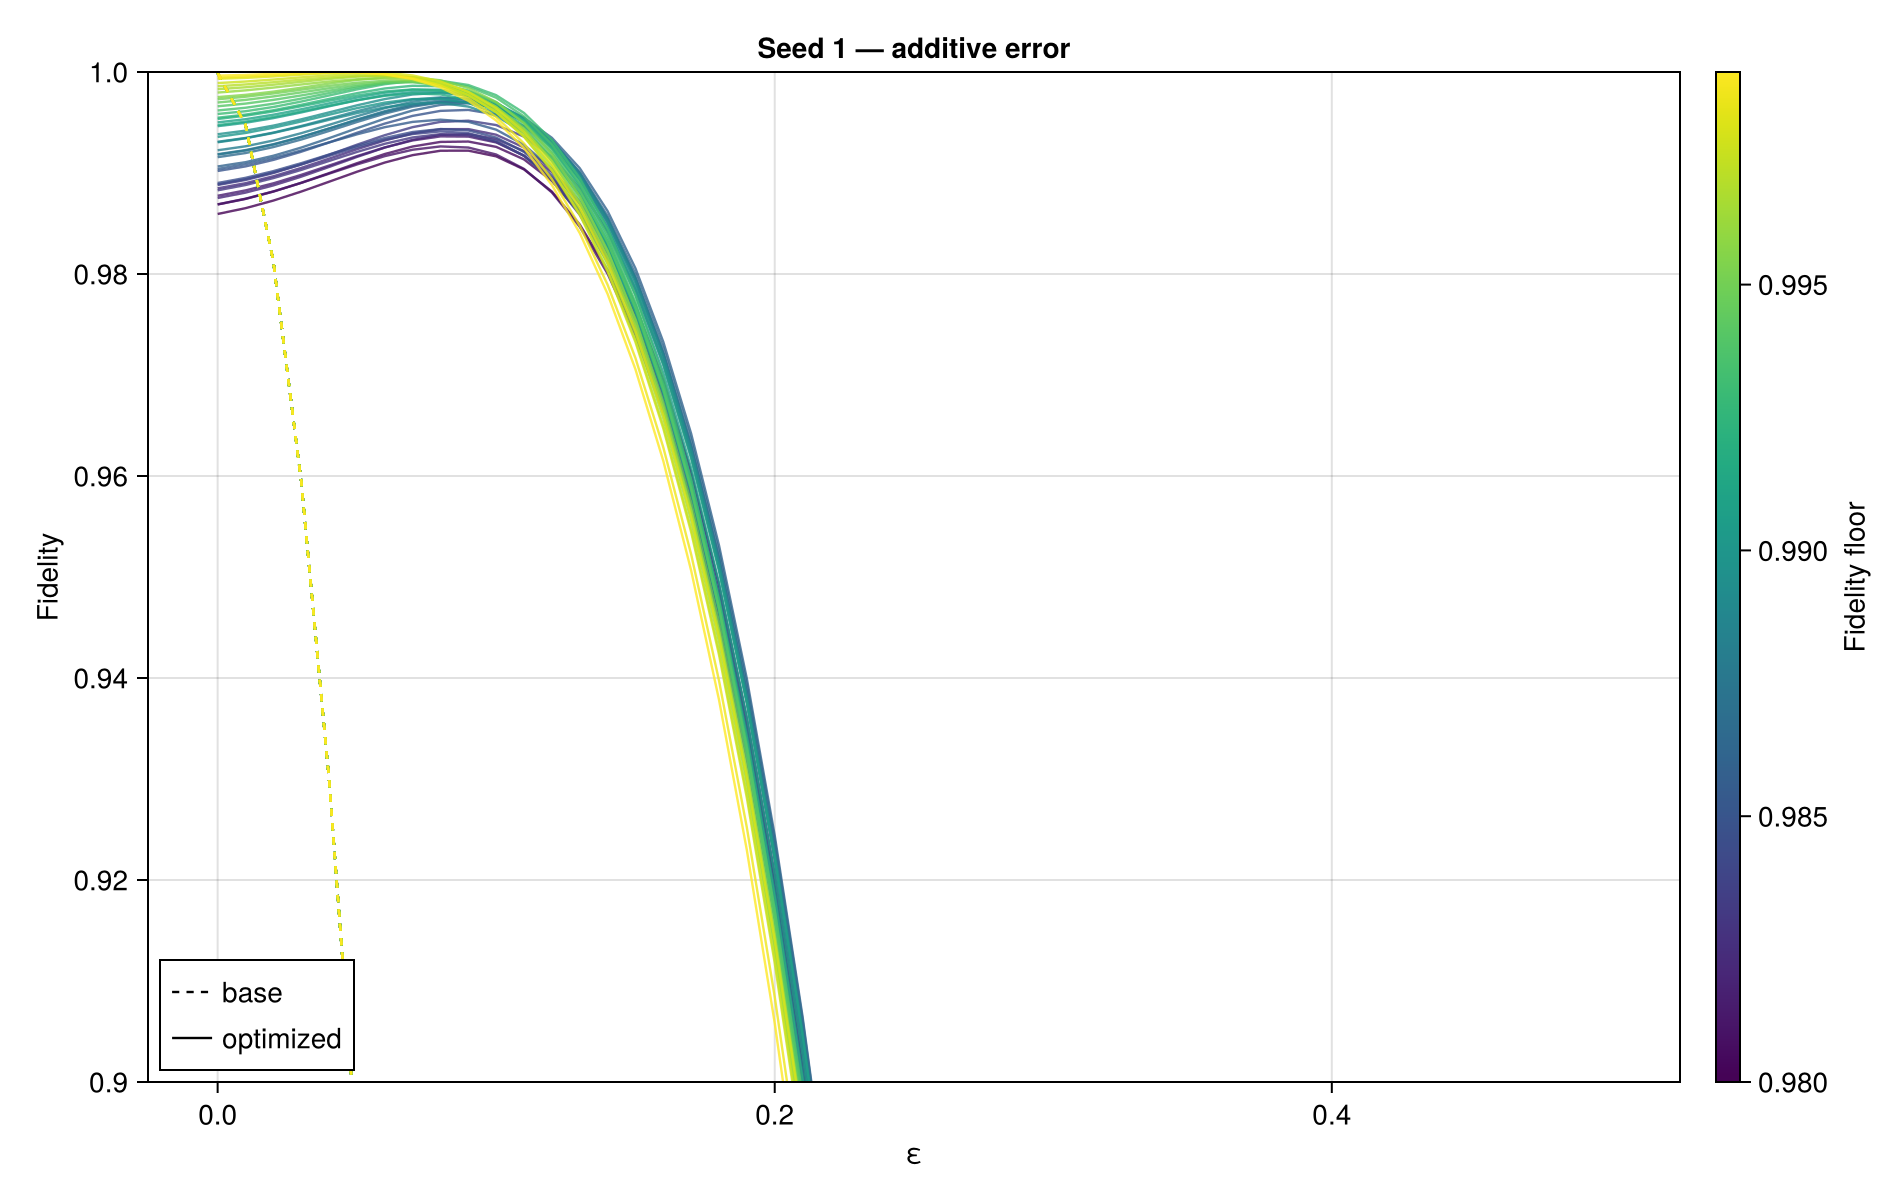 Seed 1 — additive error
1.0
0.98
0.96
0.94
0.92
0.9
Fidelity
0.0
0.2
0.4
ε
base
optimized
0.995
0.990
0.985
0.980
Fidelity floor